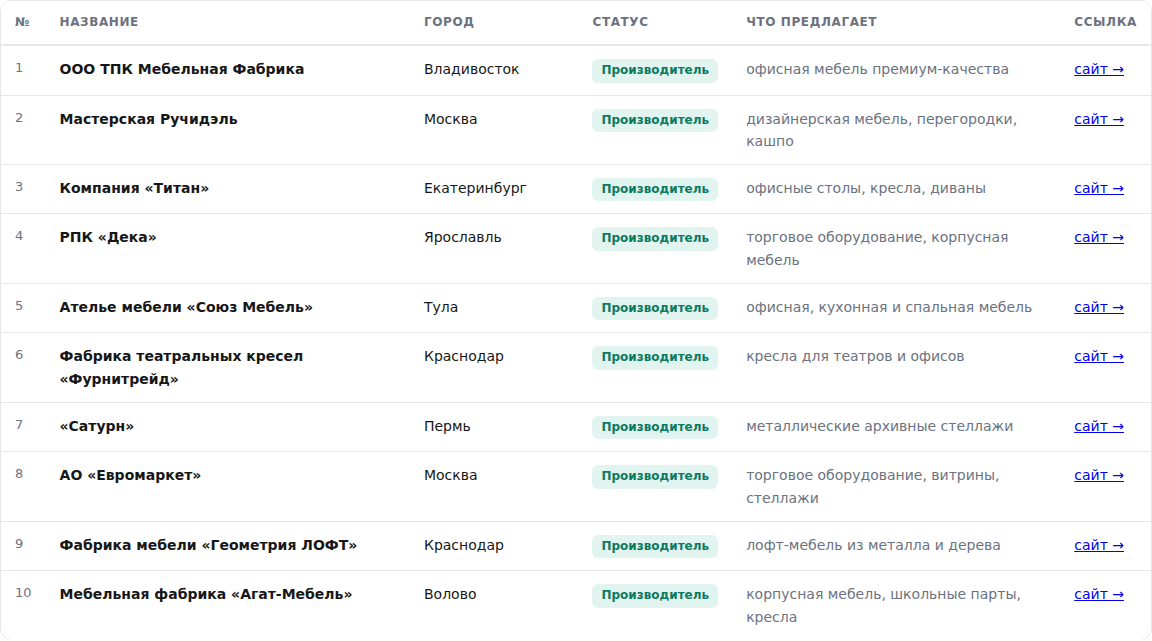 № НАЗВАНИЕ ГОРОД СТАТУС ЧТО ПРЕДЛАГАЕТ ССЫЛКА
1 ООО ТПК Мебельная Фабрика Владивосток Производитель офисная мебель премиум-качества сайт →
2 Мастерская Ручидэль Москва Производитель дизайнерская мебель, перегородки, сайт →
кашпо
3 Компания «Титан» Екатеринбург Производитель офисные столы, кресла, диваны сайт →
4 РПК «Дека» Ярославль Производитель торговое оборудование, корпусная сайт →
мебель
5 Ателье мебели «Союз Мебель» Тула Производитель офисная, кухонная и спальная мебель сайт →
6 Фабрика театральных кресел Краснодар Производитель кресла для театров и офисов сайт →
«Фурнитрейд»
7 «Сатурн» Пермь Производитель металлические архивные стеллажи сайт →
8 АО «Евромаркет» Москва Производитель торговое оборудование, витрины, сайт →
стеллажи
9 Фабрика мебели «Геометрия ЛОФТ» Краснодар Производитель лофт-мебель из металла и дерева сайт →
10 Мебельная фабрика «Агат-Мебель» Волово Производитель корпусная мебель, школьные парты, сайт →
кресла